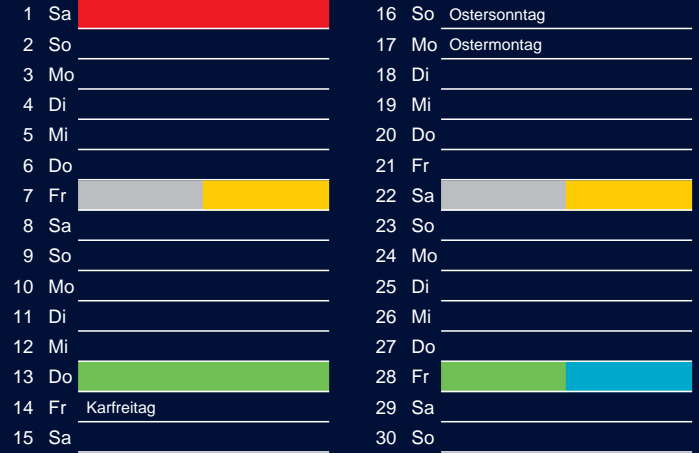 1 Sa
2 So
3 Mo
4 Di
5 Mi
6 Do
7 Fr
8 Sa
9 So
10 Mo
11 Di
12 Mi
13 Do
14 Fr Karfreitag
15 Sa
16 So Ostersonntag
17 Mo Ostermontag
18 Di
19 Mi
20 Do
21 Fr
22 Sa
23 So
24 Mo
25 Di
26 Mi
27 Do
28 Fr
29 Sa
30 So